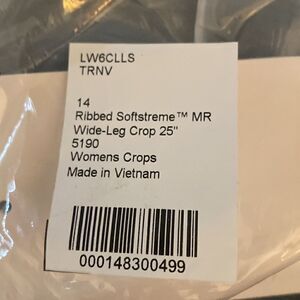 LW6CLLS
TRNV
14
Ribbed Softstreme™ MR
Wide-Leg Crop 25"
5190
Womens Crops
Made in Vietnam
000148300499